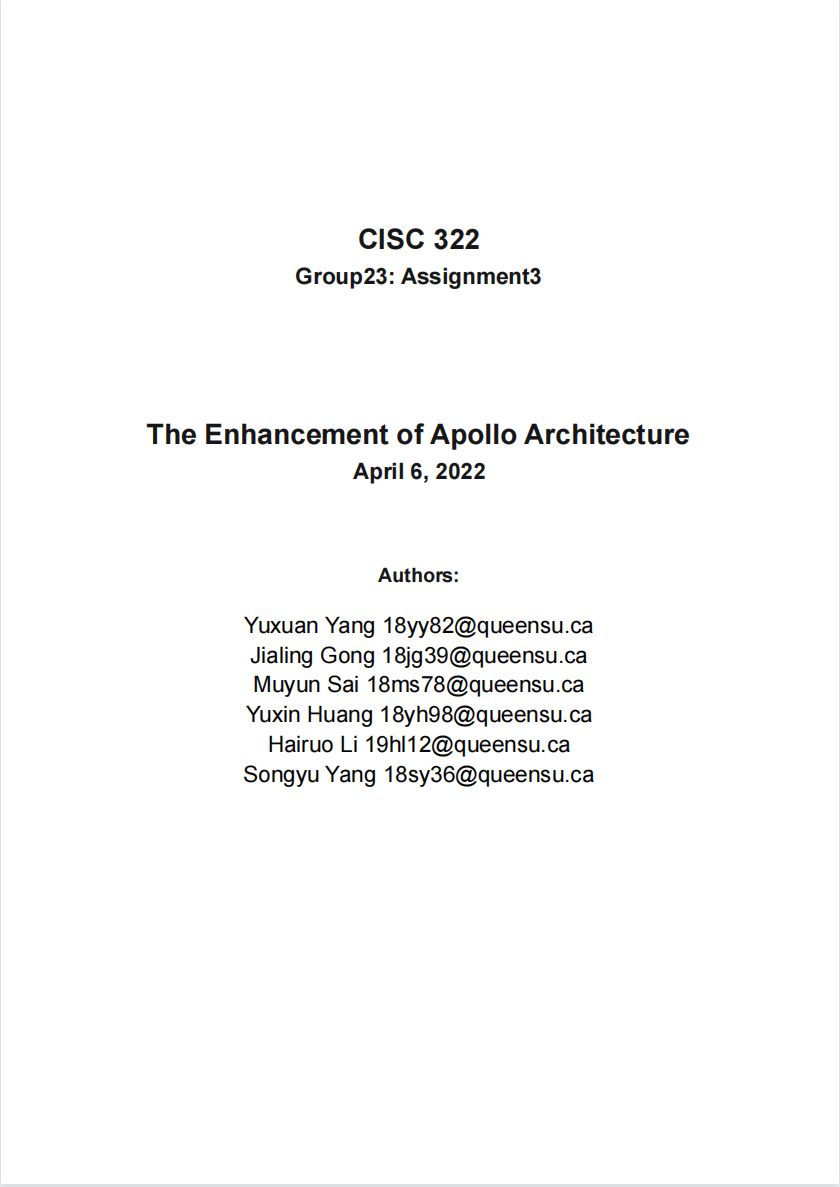 CISC 322
Group23: Assignment3
The Enhancement of Apollo Architecture
April 6, 2022
Authors:
Yuxuan Yang 18yy82@queensu.ca
Jialing Gong 18jg39@queensu.ca
Muyun Sai 18ms78@queensu.ca
Yuxin Huang 18yh98@queensu.ca
Hairuo Li 19hl12@queensu.ca
Songyu Yang 18sy36@queensu.ca